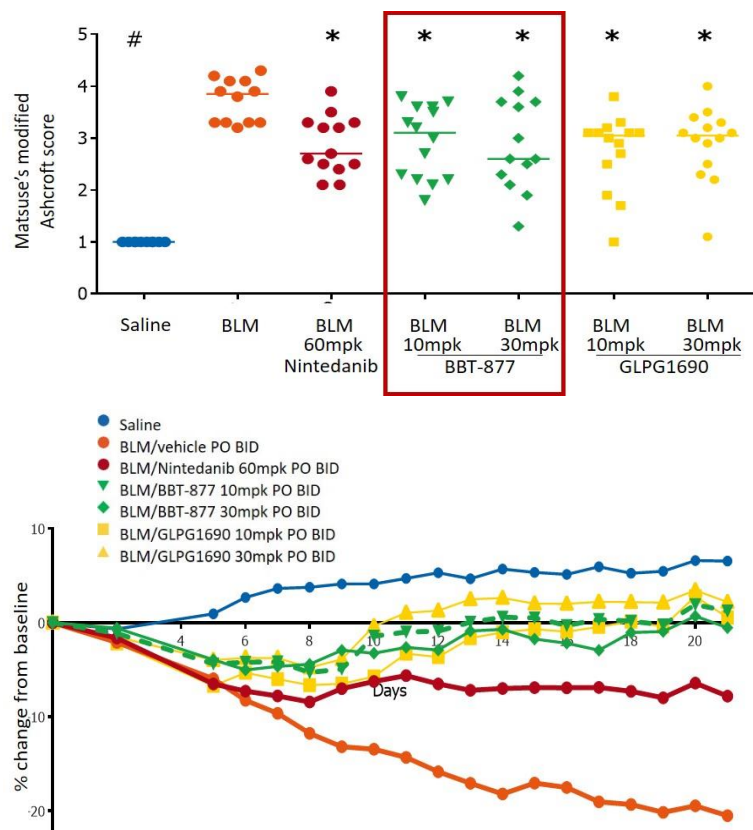 # * * * * *
5
4
3
2
1
0
Matsuse's modified
Ashcroft score
Saline BLM BLM BLM BLM BLM BLM
60mpk 10mpk 30mpk 10mpk 30mpk
Nintedanib BBT-877 GLPG1690
Saline
BLM/vehicle PO BID
BLM/Nintedanib 60mpk PO BID
BLM/BBT-877 10mpk PO BID
BLM/BBT-877 30mpk PO BID
BLM/GLPG1690 10mpk PO BID
BLM/GLPG1690 30mpk PO BID
10
0
-10
-20
% change from baseline
4 6 8 10 12 14 16 18 20
Days